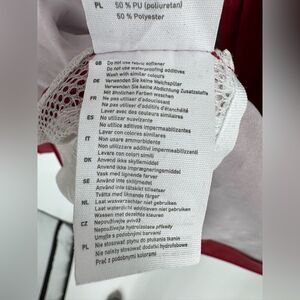 PL 50 % PU (poliuretan)
50 % Polyester
GB Do not use fabric softener
Do not use waterproofing additives
Wash with similar colours
DE Verwenden Sie keine Weichspüler
Verwenden Sie keine Abdichtung Zusatzstoffe
Mit ähnlichen Farben waschen
FR Ne pas utiliser d'adoucissant
Ne pas utiliser d'additifs d'étanchéité
Laver avec des couleurs similaires
ES No utilizar suavizante
No utilice aditivos impermeabilizantes
Lavar con colores similares
IT Non usare ammorbidente
Non utilizzare additivi impermeabilizzanti
Lavare con colori simili
DK Anvend ikke skyllemiddel
Anvend ikke imprægneringsmiddel
Vask med lignende farver
SE Använd inte sköljmedel
Använd inte tätskikt tillsatser
Tvätta med liknande färger
NL Laat wasverzachter niet gebruiken
Laat waterdicht additieven niet gebruiken
Wassen met dezelfde kleuren
CZ Nepoužívejte aviváž
Nepoužívejte hydroizolace přísady
Umyjte s podobnými barvami
PL Nie stosować płynu do płukania tkanin
Nie należy stosować dodatki hydrofobowe
Prać z podobnymi kolorami